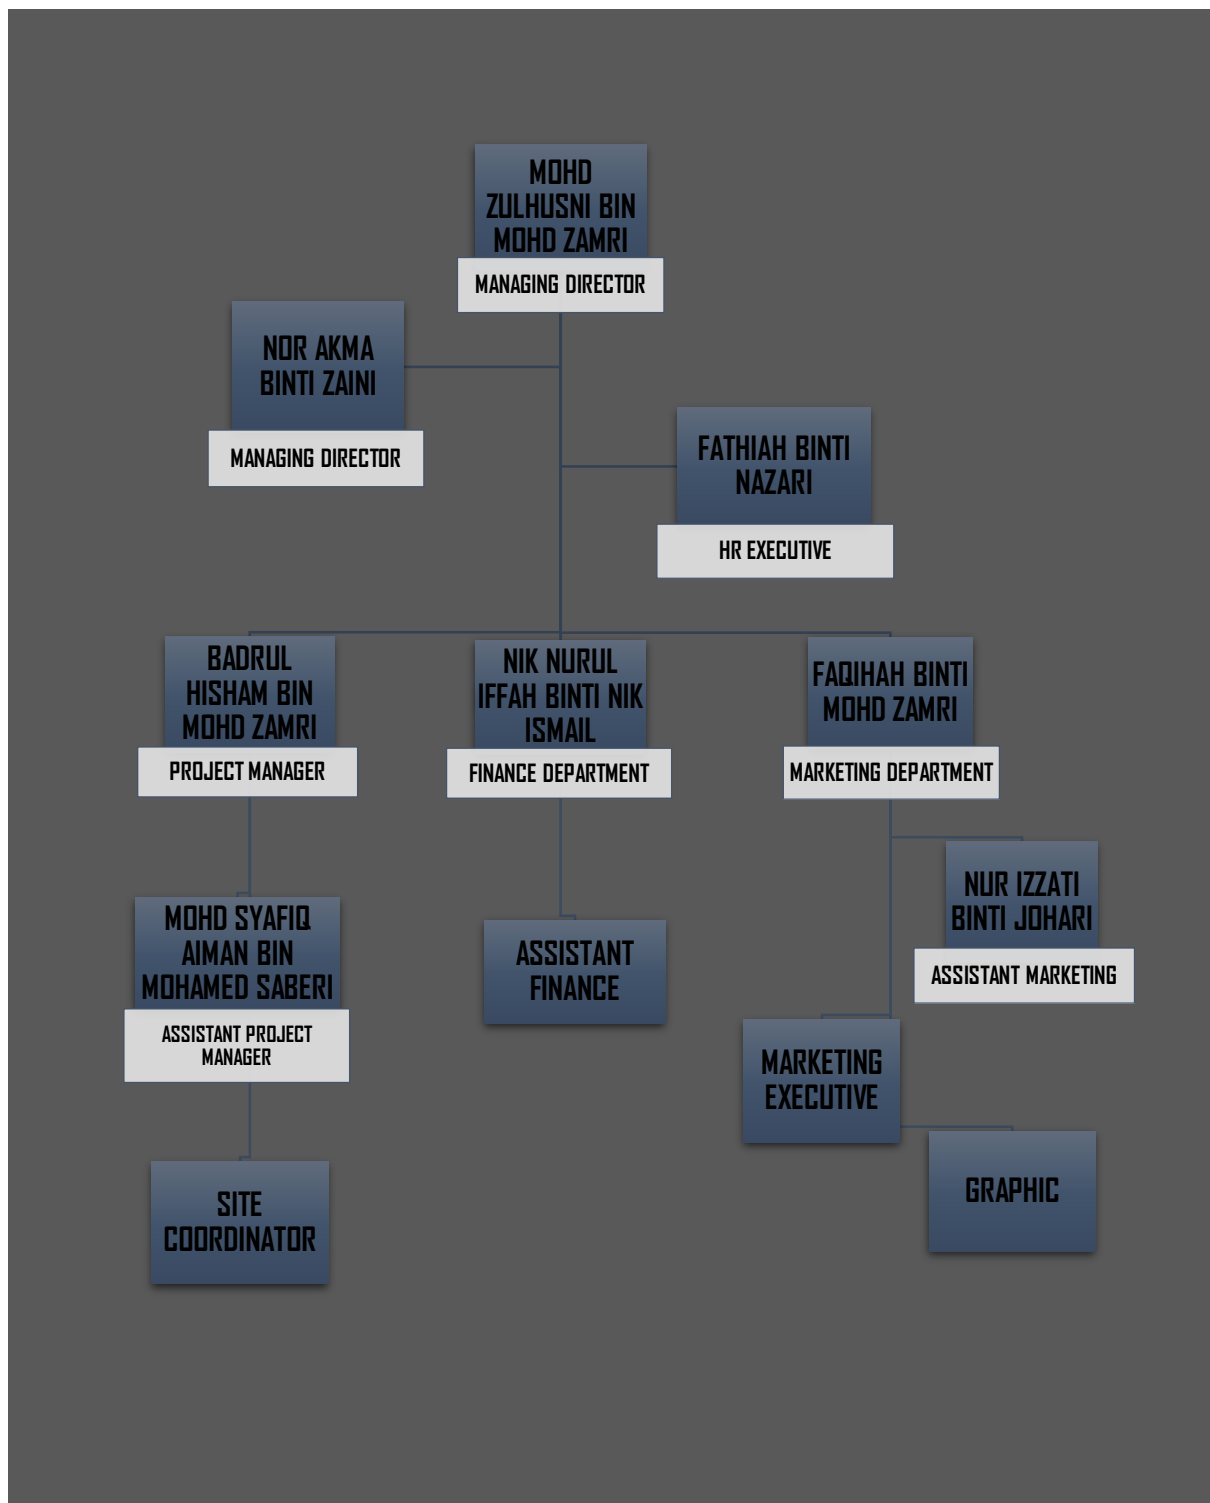 MOHD
ZULHUSNI BIN
MOHD ZAMRI
MANAGING DIRECTOR
NOR AKMA
BINTI ZAINI
MANAGING DIRECTOR
FATHIAH BINTI
NAZARI
HR EXECUTIVE
BADRUL
HISHAM BIN
MOHD ZAMRI
PROJECT MANAGER
NIK NURUL
IFFAH BINTI NIK
ISMAIL
FINANCE DEPARTMENT
FAQIHAH BINTI
MOHD ZAMRI
MARKETING DEPARTMENT
MOHD SYAFIQ
AIMAN BIN
MOHAMED SABERI
ASSISTANT PROJECT
MANAGER
ASSISTANT
FINANCE
NUR IZZATI
BINTI JOHARI
ASSISTANT MARKETING
MARKETING
EXECUTIVE
GRAPHIC
SITE
COORDINATOR